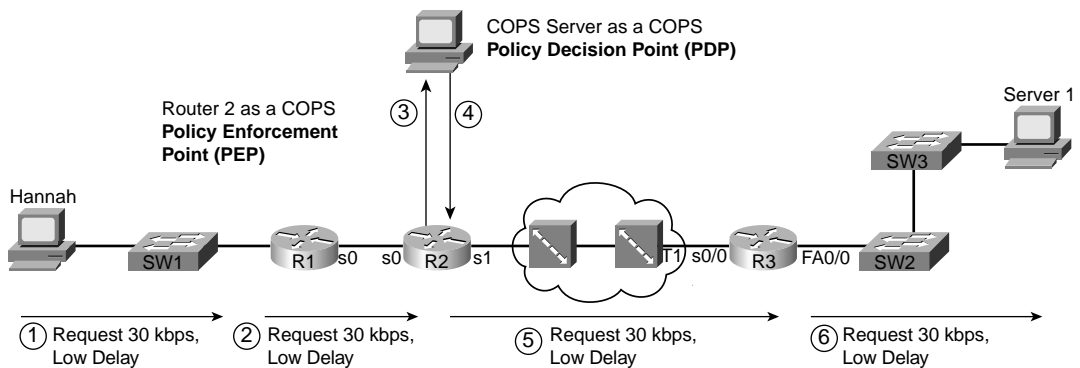 COPS Server as a COPS
Policy Decision Point (PDP)
Router 2 as a COPS
Policy Enforcement
Point (PEP)
3
4
Server 1
SW3
Hannah
SW1
R1
s0
s0
R2
s1
T1
s0/0
R3
FA0/0
SW2
1 Request 30 kbps,
Low Delay
2 Request 30 kbps,
Low Delay
5 Request 30 kbps,
Low Delay
6 Request 30 kbps,
Low Delay